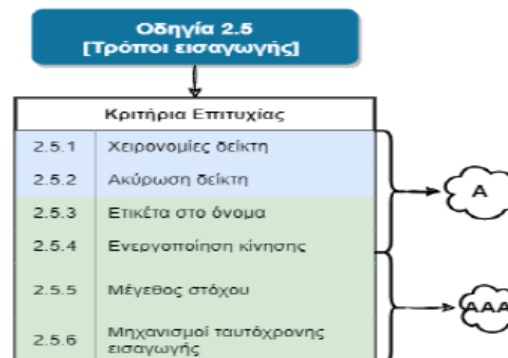 Οδηγία 2.5
[Τρόποι εισαγωγής]
Κριτήρια Επιτυχίας
2.5.1 Χειρονομίες δείκτη
2.5.2 Ακύρωση δείκτη
2.5.3 Ετικέτα στο όνομα
2.5.4 Ενεργοποίηση κίνησης
2.5.5 Μέγεθος στόχου
2.5.6 Μηχανισμοί ταυτόχρονης
εισαγωγής
A
AAA